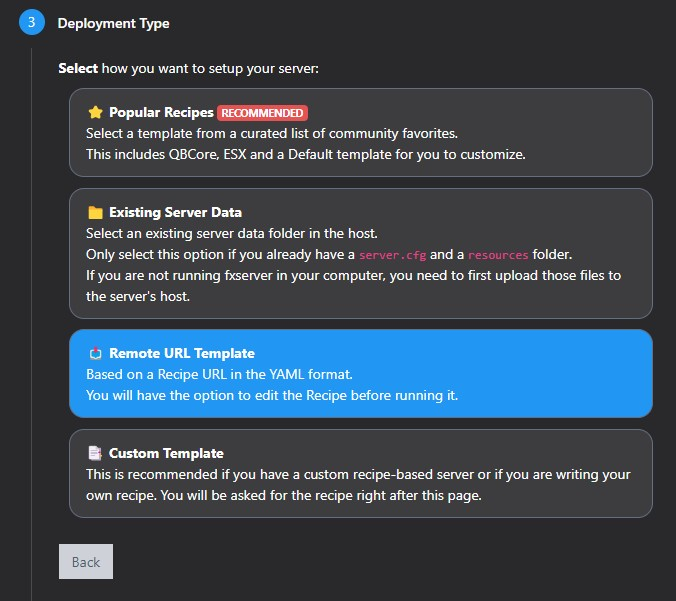 3 Deployment Type
Select how you want to setup your server:
Popular Recipes RECOMMENDED
Select a template from a curated list of community favorites.
This includes QBCore, ESX and a Default template for you to customize.
Existing Server Data
Select an existing server data folder in the host.
Only select this option if you already have a server.cfg and a resources folder.
If you are not running fxserver in your computer, you need to first upload those files to
the server's host.
Remote URL Template
Based on a Recipe URL in the YAML format.
You will have the option to edit the Recipe before running it.
Custom Template
This is recommended if you have a custom recipe-based server or if you are writing your
own recipe. You will be asked for the recipe right after this page.
Back